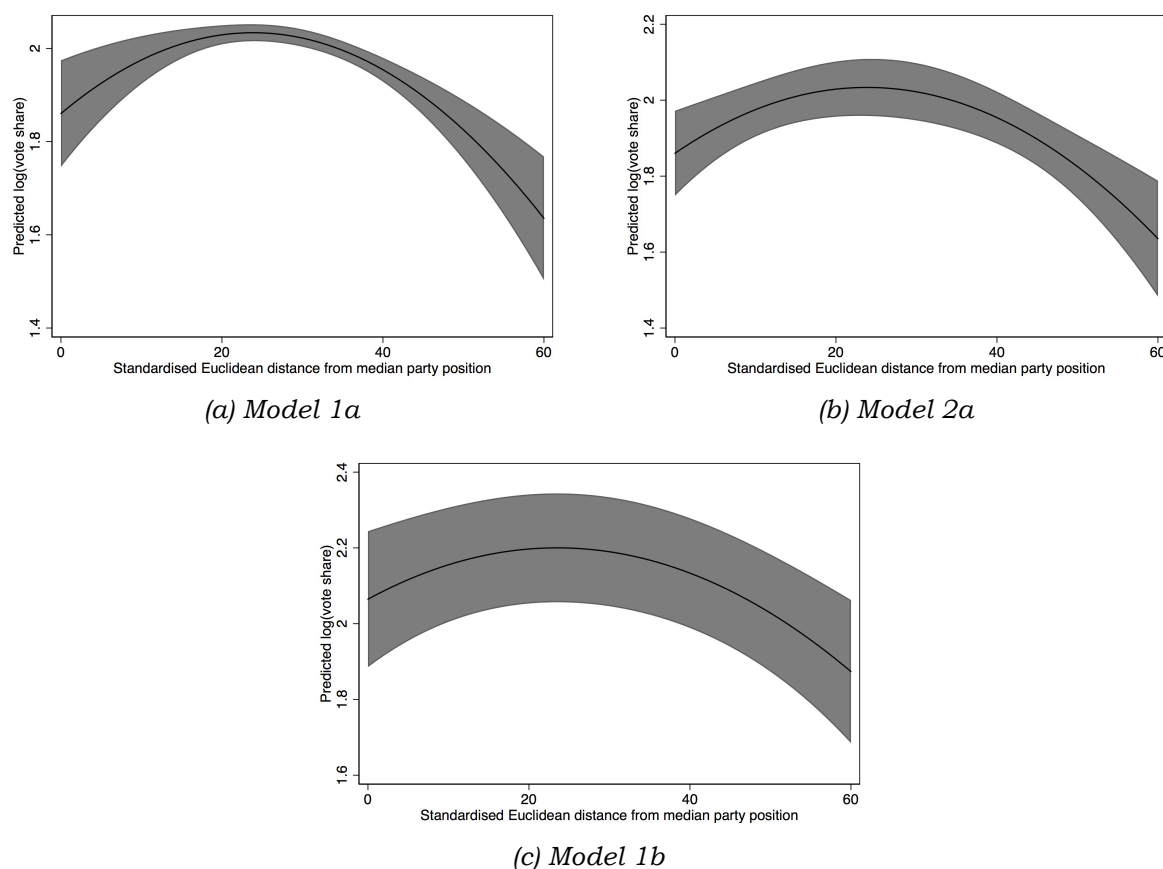 Predicted log(vote share)
1.4
1.6
1.8
2
0
20
40
60
Standardised Euclidean distance from median party position
(a) Model 1a
Predicted log(vote share)
1.4
1.6
1.8
2
2.2
0
20
40
60
Standardised Euclidean distance from median party position
(b) Model 2a
Predicted log(vote share)
1.6
1.8
2
2.2
2.4
0
20
40
60
Standardised Euclidean distance from median party position
(c) Model 1b